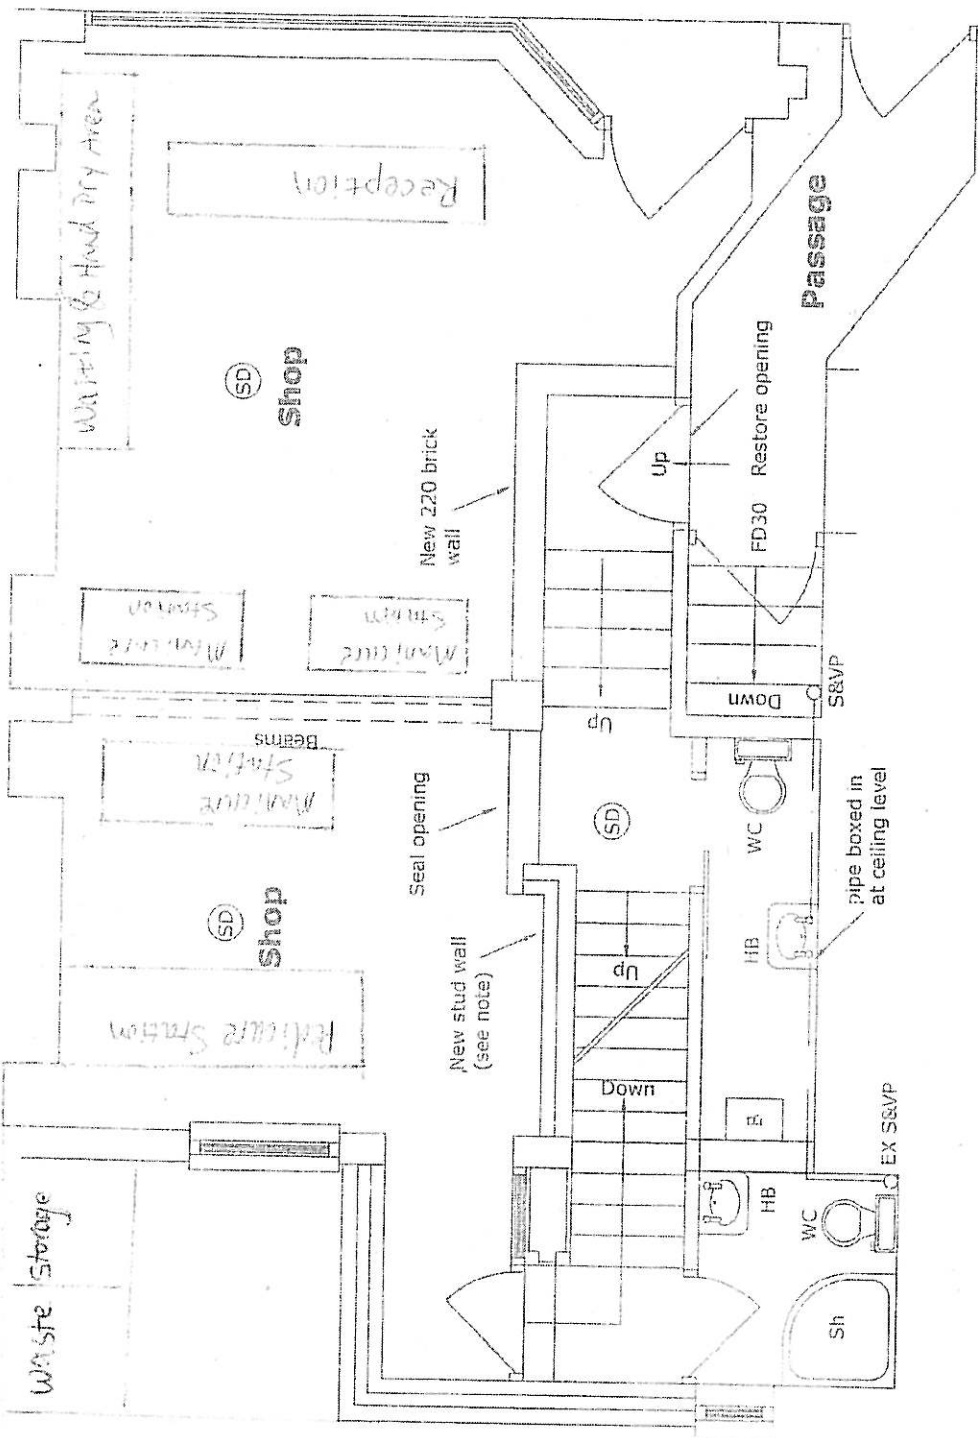 Waste Storage
Waiting & Hand Dry Area
Reception
SD
Shop
Manicure
Station
Manicure
Station
Beams
Manicure
Station
SD
Shop
Pedicure Station
New 220 brick
wall
Seal opening
New stud wall
(see note)
Passage
Restore opening
FD30
Up
Up
Down
S&VP
SD
WC
HB
pipe boxed in
at ceiling level
Up
Down
HB
WC
EX S&VP
Sh